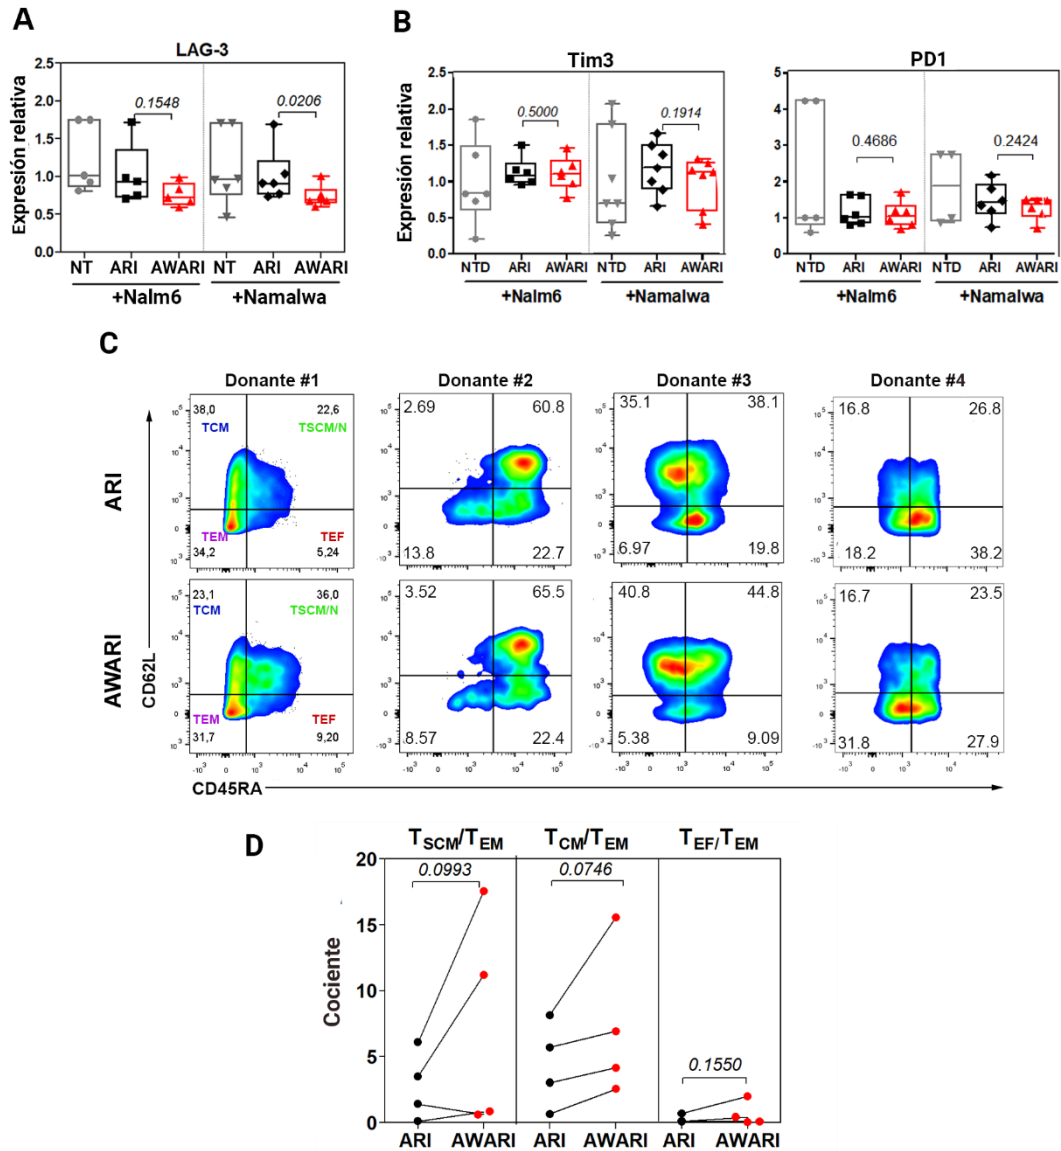 A
LAG-3
Expresión relativa
2.5
2.0
1.5
1.0
0.5
0.0
0.1548
0.0206
NT ARI AWARI NT ARI AWARI
+Nalm6 +Namalwa
B
Tim3
Expresión relativa
2.5
2.0
1.5
1.0
0.5
0.0
0.5000
0.1914
NTD ARI AWARI NTD ARI AWARI
+Nalm6 +Namalwa
PD1
5
4
3
2
1
0
0.4686
0.2424
NTD ARI AWARI NTD ARI AWARI
+Nalm6 +Namalwa
C
Donante #1 Donante #2 Donante #3 Donante #4
ARI
38,0 22,6
TCM TSCM/N
TEM TEF
34,2 5,24
2.69 60.8
13.8 22.7
35.1 38.1
6.97 19.8
16.8 26.8
18.2 38.2
AWARI
23,1 36,0
TCM TSCM/N
TEM TEF
31,7 9,20
3.52 65.5
8.57 22.4
40.8 44.8
5.38 9.09
16.7 23.5
31.8 27.9
CD62L
CD45RA
D
TSCM/TEM TCM/TEM TEF/TEM
Cociente
20
15
10
5
0
0.0993
0.0746
0.1550
ARI AWARI ARI AWARI ARI AWARI